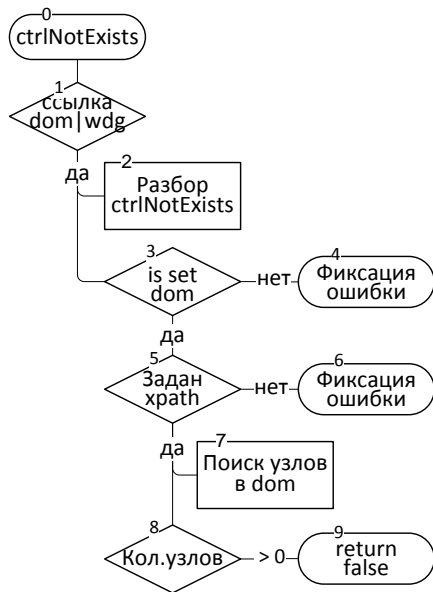 0
ctrlNotExists
1
ссылка
dom|wdg
да
2
Разбор
ctrlNotExists
3
is set
dom
нет
4
Фиксация
ошибки
да
5
Задан
xpath
нет
6
Фиксация
ошибки
да
7
Поиск узлов
в dom
8
Кол.узлов
> 0
9
return
false